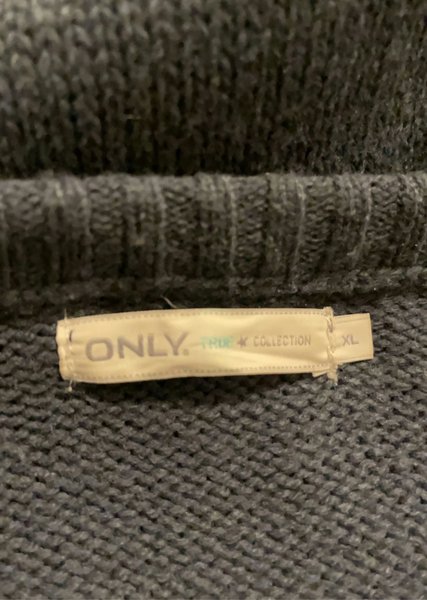 ONLY. TRUE ★ COLLECTION XL